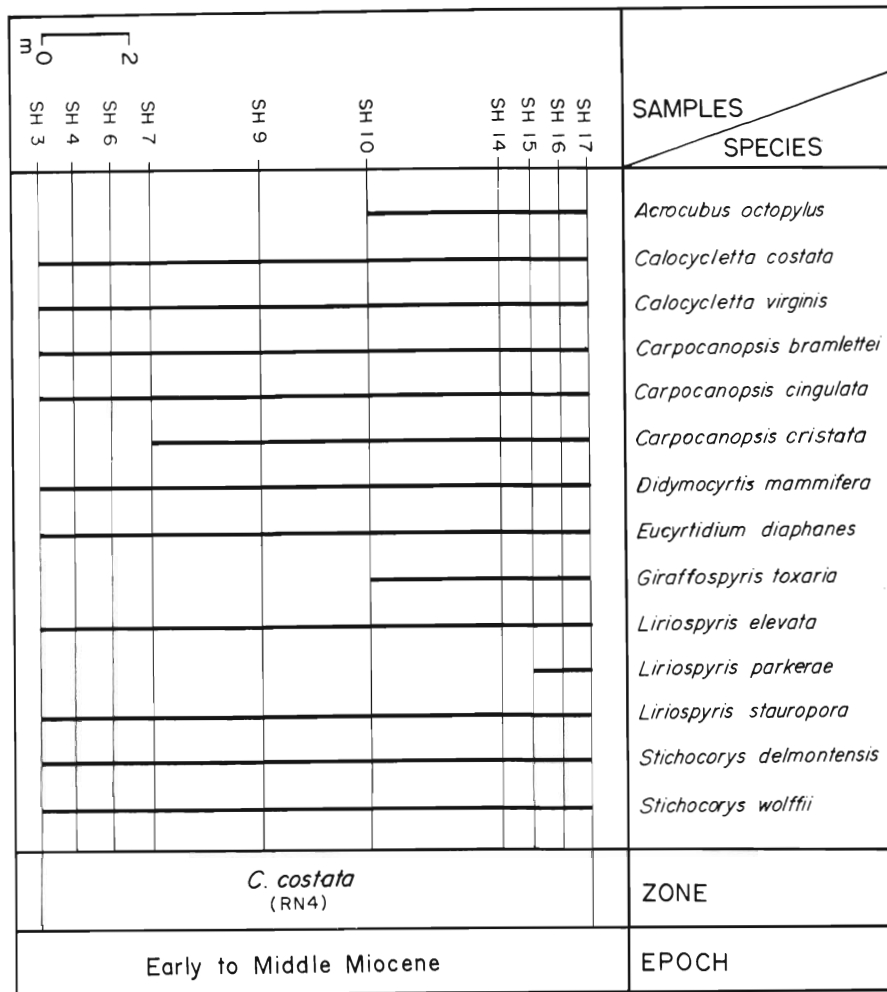 m 0 2
SH 3
SH 4
SH 6
SH 7
SH 9
SH 10
SH 14
SH 15
SH 16
SH 17
SAMPLES
SPECIES
Acrocubus octopylus
Calocycletta costata
Calocycletta virginis
Carpocanopsis bramlettei
Carpocanopsis cingulata
Carpocanopsis cristata
Didymocyrtis mammifera
Eucyrtidium diaphanes
Giraffospyris toxaria
Liriospyris elevata
Liriospyris parkerae
Liriospyris stauropora
Stichocorys delmontensis
Stichocorys wolffii
C. costata
(RN4)
ZONE
Early to Middle Miocene
EPOCH